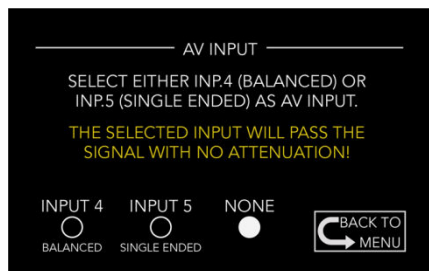 AV INPUT
SELECT EITHER INP.4 (BALANCED) OR
INP.5 (SINGLE ENDED) AS AV INPUT.
THE SELECTED INPUT WILL PASS THE
SIGNAL WITH NO ATTENUATION!
INPUT 4
BALANCED
INPUT 5
SINGLE ENDED
NONE
BACK TO
MENU